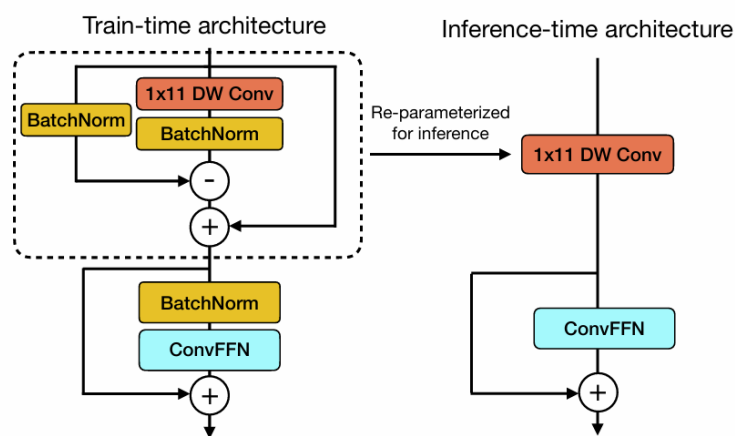 Train-time architecture
Inference-time architecture
1x11 DW Conv
BatchNorm
BatchNorm
-
+
Re-parameterized
for inference
1x11 DW Conv
BatchNorm
ConvFFN
+
ConvFFN
+